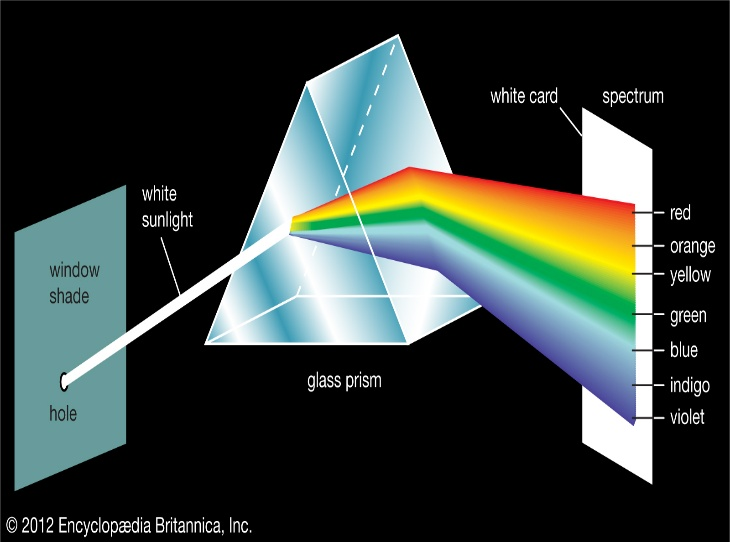 white card
spectrum
white
sunlight
window
shade
hole
glass prism
red
orange
yellow
green
blue
indigo
violet
© 2012 Encyclopædia Britannica, Inc.